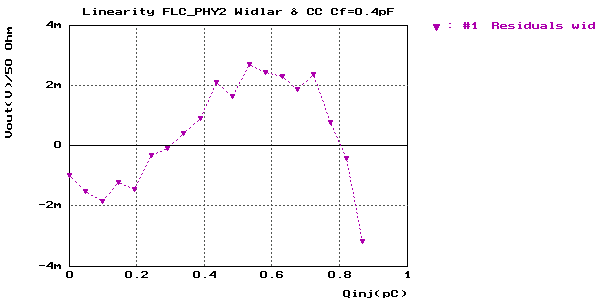 Linearity FLC_PHY2 Widlar & CC Cf=0.4pF
: #1 Residuals wid
Vout(V)/50 Ohm
4m
2m
0
-2m
-4m
0 0.2 0.4 0.6 0.8 1
Qinj(pC)